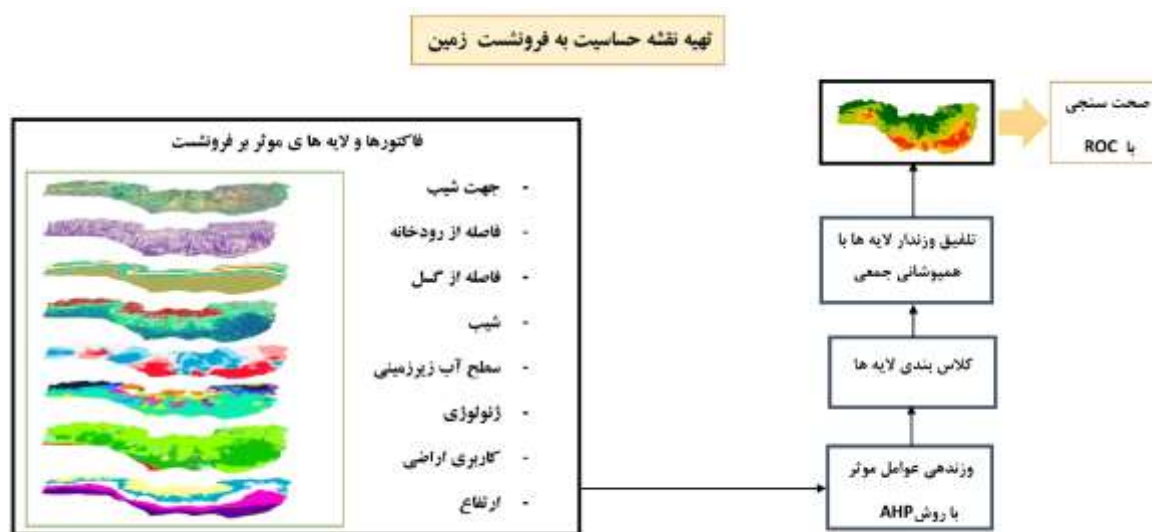 تهیه نقشه حساسیت به فرونشست زمین
فاکتورها و لایه ها ی موثر بر فرونشست
- جهت شیب
- فاصله از رودخانه
- فاصله از گسل
- شیب
- سطح آب زیرزمینی
- ژئولوژی
- کاربری اراضی
- ارتفاع
وزندهی عوامل موثر
با روش AHP
کلاس بندی لایه ها
تلفیق وزندار لایه ها با
همپوشانی جمعی
صحت سنجی
با ROC